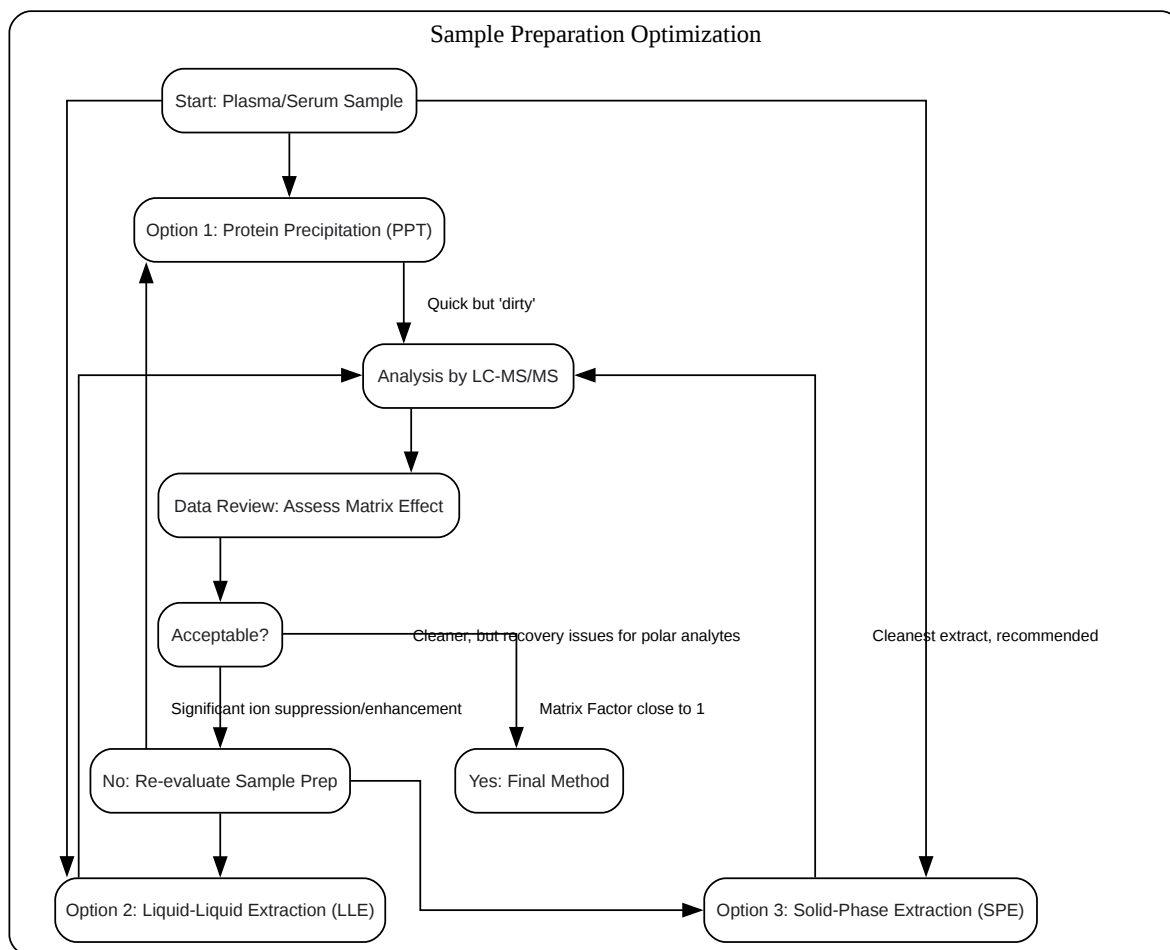 Sample Preparation Optimization
Start: Plasma/Serum Sample
Option 1: Protein Precipitation (PPT)
Quick but 'dirty'
Analysis by LC-MS/MS
Data Review: Assess Matrix Effect
Acceptable?
Cleaner, but recovery issues for polar analytes
Cleanest extract, recommended
Significant ion suppression/enhancement
Matrix Factor close to 1
No: Re-evaluate Sample Prep
Yes: Final Method
Option 2: Liquid-Liquid Extraction (LLE)
Option 3: Solid-Phase Extraction (SPE)